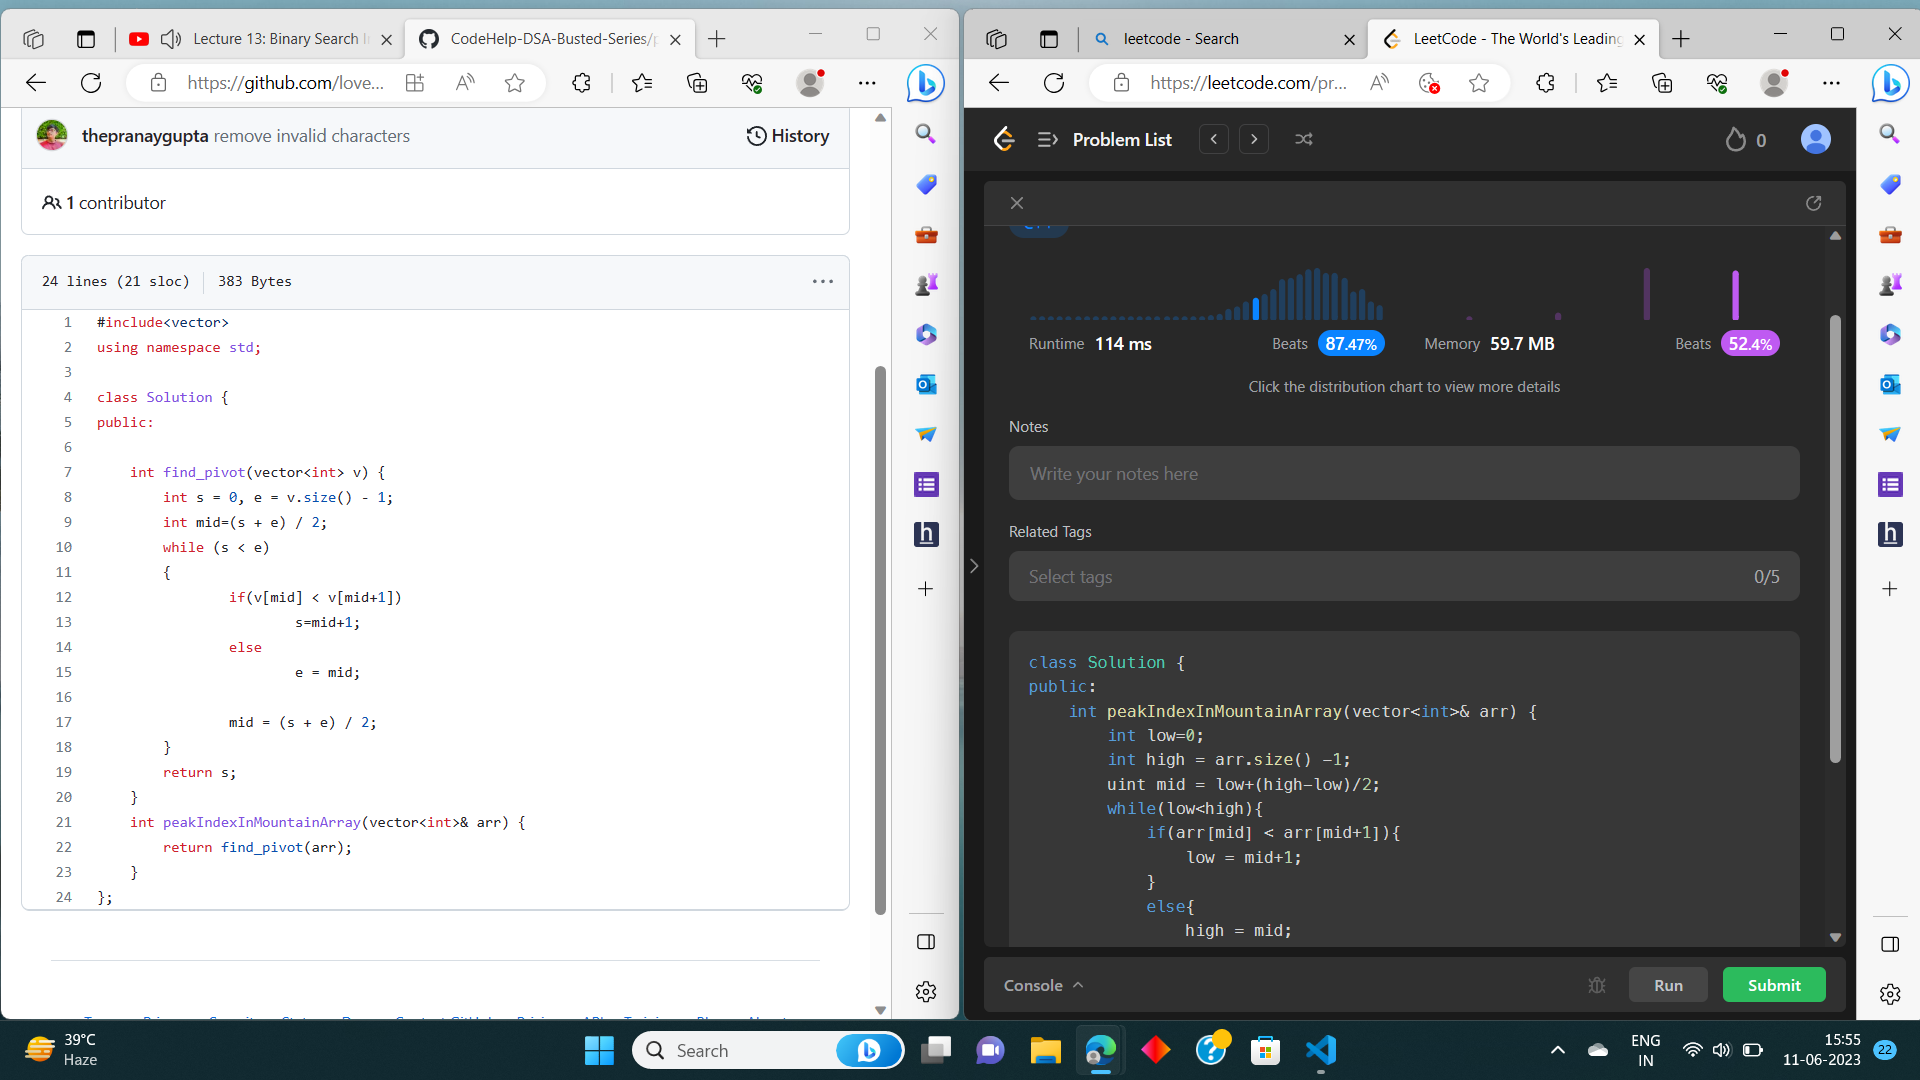 Lecture 13: Binary Search I
CodeHelp-DSA-Busted-Series/p
https://github.com/love...
thepranaygupta remove invalid characters
History
1 contributor
24 lines (21 sloc) 383 Bytes
1 #include<vector>
2 using namespace std;
3
4 class Solution {
5 public:
6
7 int find_pivot(vector<int> v) {
8 int s = 0, e = v.size() - 1;
9 int mid=(s + e) / 2;
10 while (s < e)
11 {
12 if(v[mid] < v[mid+1])
13 s=mid+1;
14 else
15 e = mid;
16
17 mid = (s + e) / 2;
18 }
19 return s;
20 }
21 int peakIndexInMountainArray(vector<int>& arr) {
22 return find_pivot(arr);
23 }
24 };
leetcode - Search
LeetCode - The World's Leading
https://leetcode.com/pr...
Problem List
0
Runtime 114 ms
Beats 87.47%
Memory 59.7 MB
Beats 52.4%
Click the distribution chart to view more details
Notes
Write your notes here
Related Tags
Select tags
0/5
class Solution {
public:
int peakIndexInMountainArray(vector<int>& arr) {
int low=0;
int high = arr.size() -1;
uint mid = low+(high-low)/2;
while(low<high){
if(arr[mid] < arr[mid+1]){
low = mid+1;
}
else{
high = mid;
Console
Run
Submit
39°C
Haze
Search
ENG
IN
15:55
11-06-2023
22